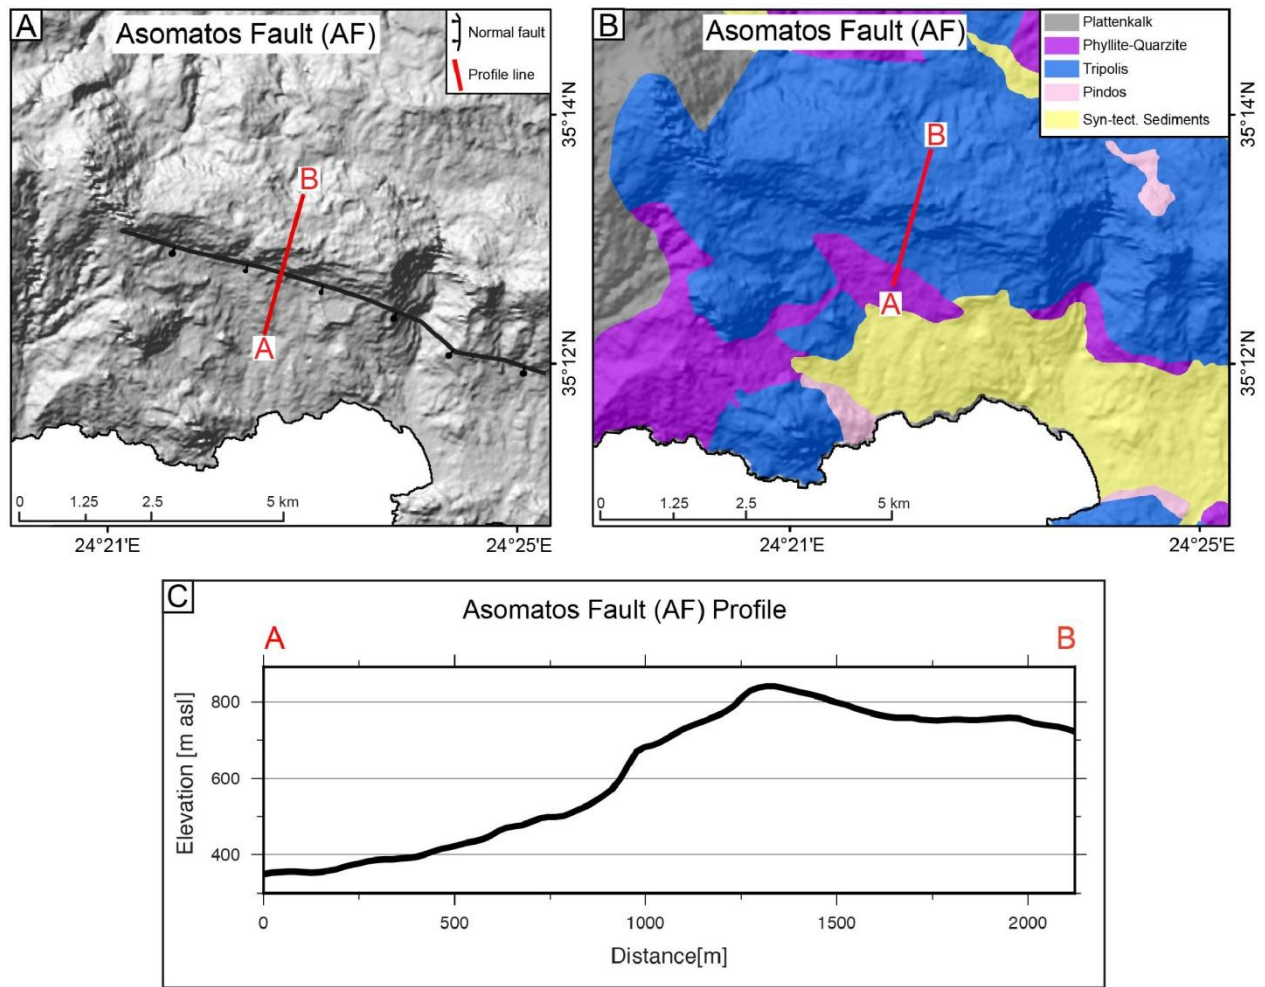 A
Asomatos Fault (AF)
Normal fault
Profile line
B
A
35°14'N
35°12'N
0 1.25 2.5 5 km
24°21'E 24°25'E
B
Asomatos Fault (AF)
Plattenkalk
Phyllite-Quarzite
Tripolis
Pindos
Syn-tect. Sediments
B
A
35°14'N
35°12'N
0 1.25 2.5 5 km
24°21'E 24°25'E
C
Asomatos Fault (AF) Profile
A B
Elevation [m asl]
800
600
400
0 500 1000 1500 2000
Distance[m]